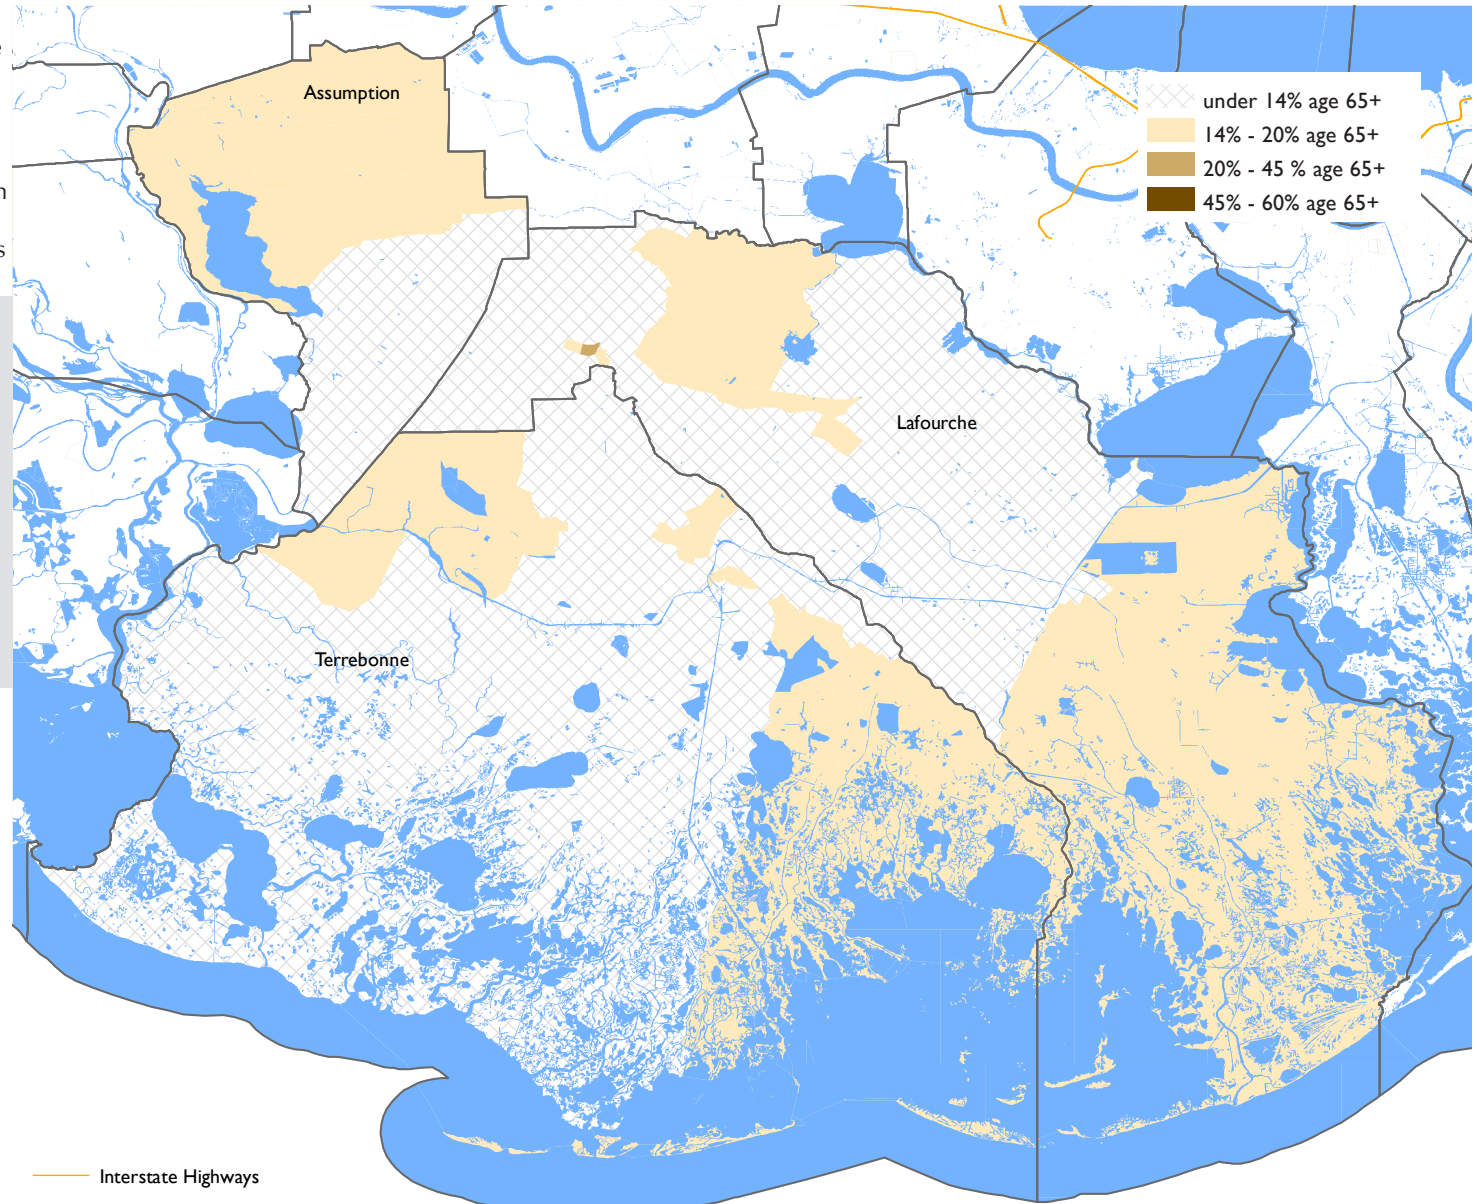 Assumption
under 14% age 65+
14% - 20% age 65+
20% - 45 % age 65+
45% - 60% age 65+
Lafourche
Terrebonne
Interstate Highways